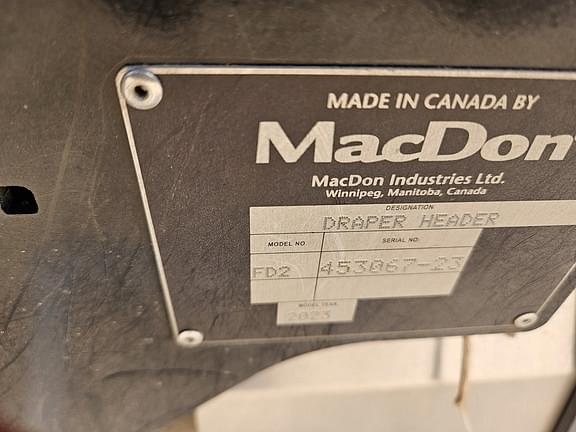 MADE IN CANADA BY
MacDon
MacDon Industries Ltd.
Winnipeg, Manitoba, Canada
DESIGNATION
DRAPER HEADER
MODEL NO. SERIAL NO.
FD2 453067-23
MODEL YEAR
2023